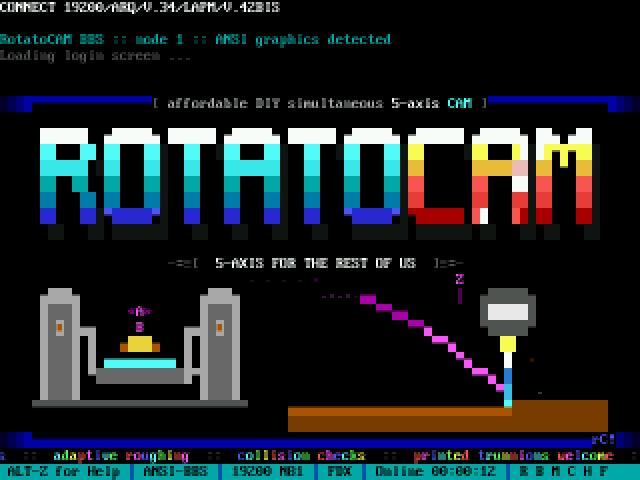 CONNECT 19200/ARQ/V.34/LAPM/V.42BIS
RotatoCAM BBS :: node 1 :: ANSI graphics detected
Loading login screen ...
[ affordable DIY simultaneous 5-axis CAM ]
ROTATOCAM
-=≡[ 5-AXIS FOR THE REST OF US ]≡=-
Z
<A>
B
rC!
s :: adaptive roughing :: collision checks :: printed trunnions welcome :
ALT-Z for Help | ANSI-BBS | 19200 N81 | FDX | Online 00:00:12 | R B M C H F